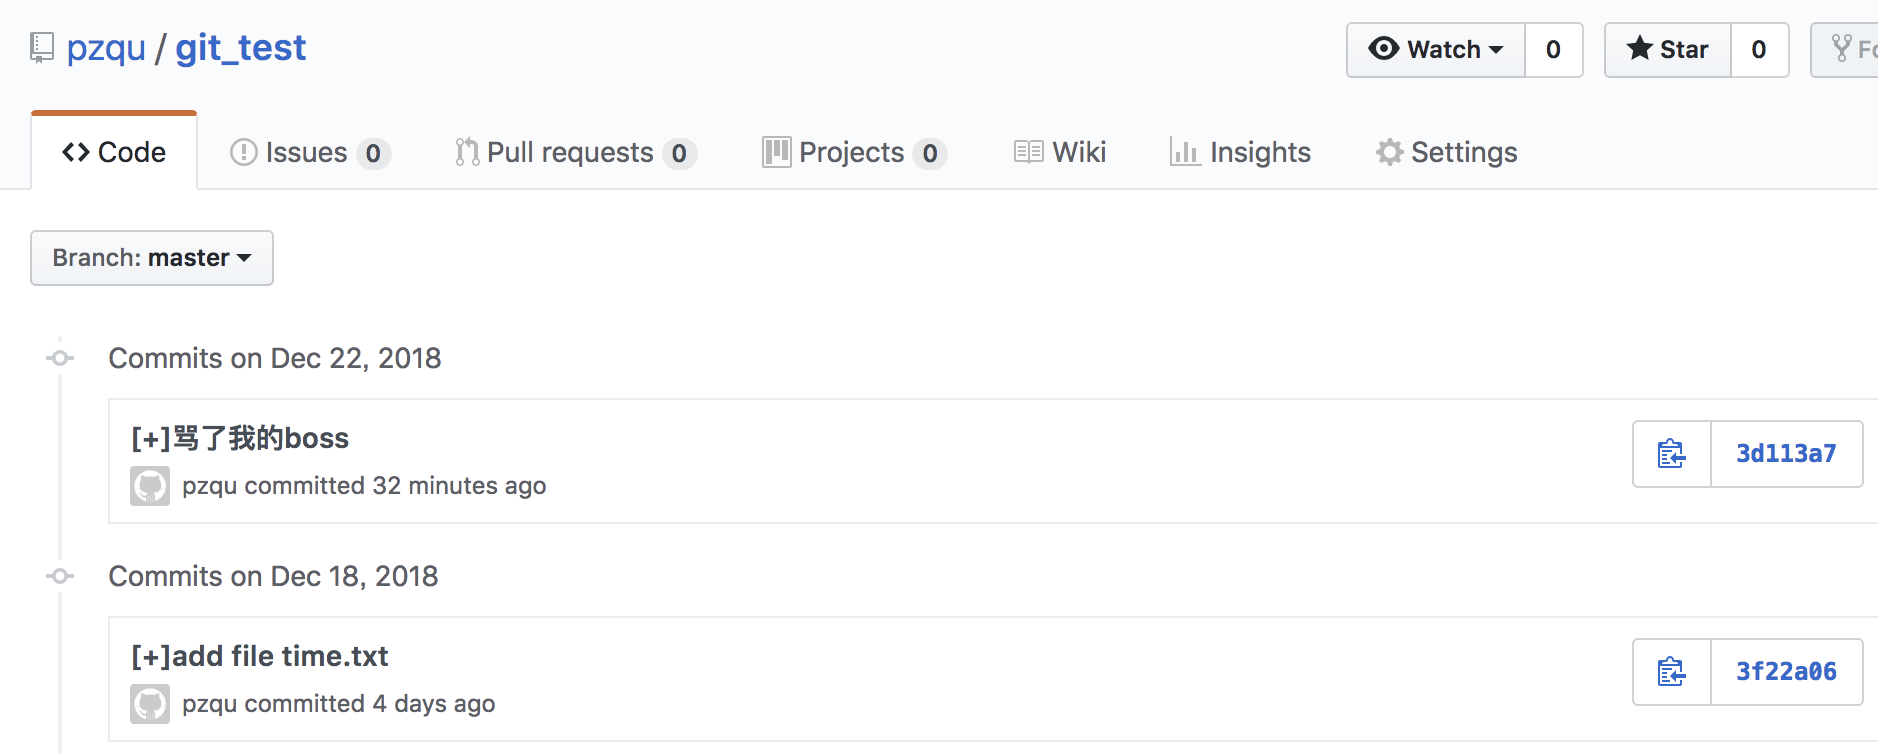 pzqu / git_test
Watch 0 Star 0
Code Issues 0 Pull requests 0 Projects 0 Wiki Insights Settings
Branch: master
Commits on Dec 22, 2018
[+]骂了我的boss
3d113a7
pzqu committed 32 minutes ago
Commits on Dec 18, 2018
[+]add file time.txt
3f22a06
pzqu committed 4 days ago